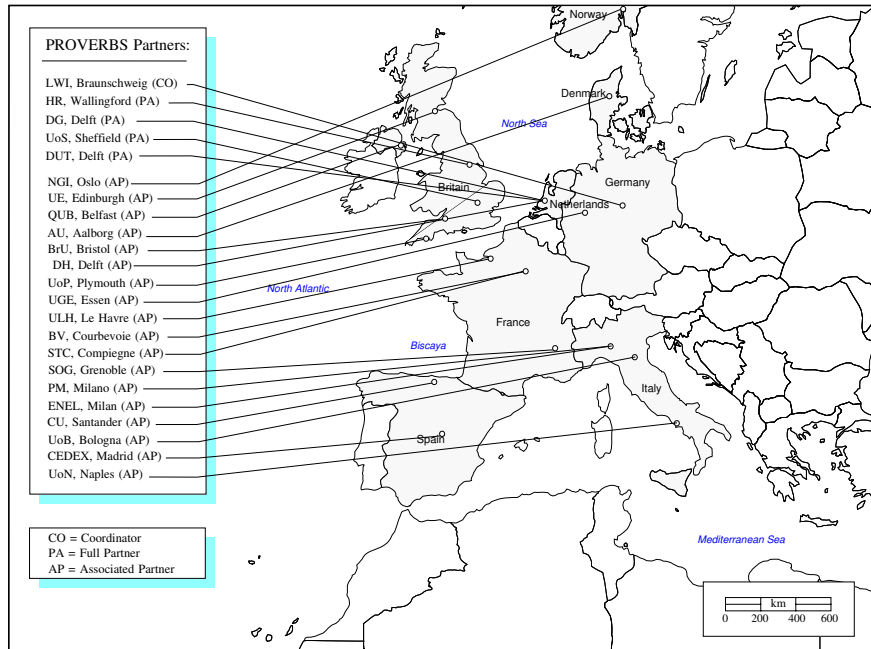 PROVERBS Partners:
LWI, Braunschweig (CO)
HR, Wallingford (PA)
DG, Delft (PA)
UoS, Sheffield (PA)
DUT, Delft (PA)
NGI, Oslo (AP)
UE, Edinburgh (AP)
QUB, Belfast (AP)
AU, Aalborg (AP)
BrU, Bristol (AP)
DH, Delft (AP)
UoP, Plymouth (AP)
UGE, Essen (AP)
ULH, Le Havre (AP)
BV, Courbevoie (AP)
STC, Compiegne (AP)
SOG, Grenoble (AP)
PM, Milano (AP)
ENEL, Milan (AP)
CU, Santander (AP)
UoB, Bologna (AP)
CEDEX, Madrid (AP)
UoN, Naples (AP)
CO = Coordinator
PA = Full Partner
AP = Associated Partner
Norway
Denmark
North Sea
Britain
Germany
Netherlands
North Atlantic
France
Biscaya
Italy
Spain
Mediterranean Sea
km
0 200 400 600